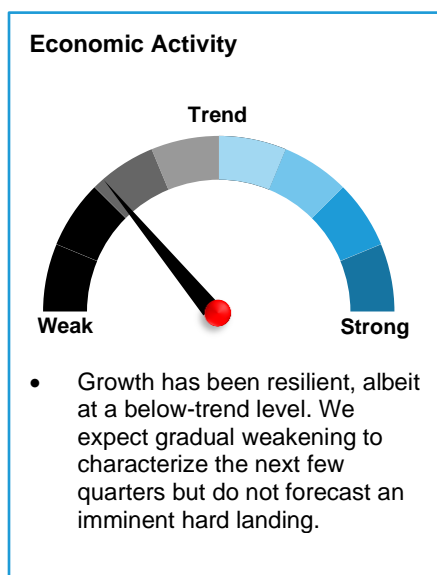 Economic Activity
Trend
Weak
Strong
• Growth has been resilient, albeit
at a below-trend level. We
expect gradual weakening to
characterize the next few
quarters but do not forecast an
imminent hard landing.